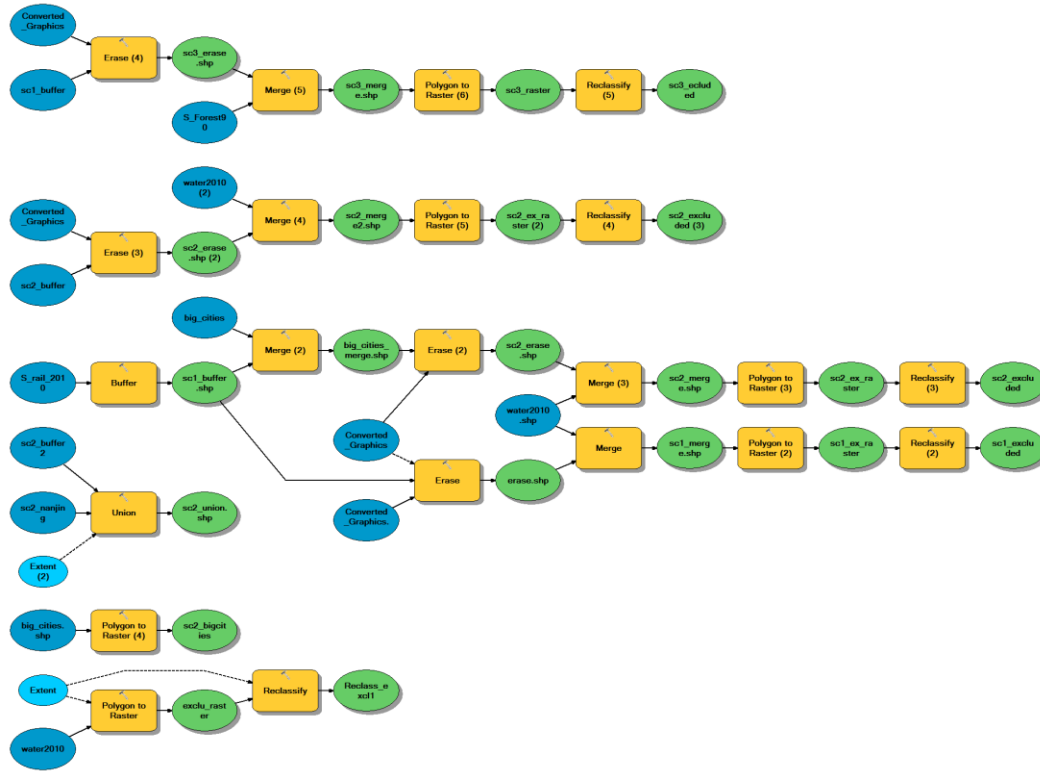 Converted
_Graphics
Erase (4)
sc3_erase
.shp
sc1_buffer
Merge (5)
sc3_merg
e.shp
Polygon to
Raster (6)
sc3_raster
Reclassify
(5)
sc3_eclud
ed
S_Forest9
0
water2010
(2)
Merge (4)
sc2_merg
e2.shp
Polygon to
Raster (5)
sc2_ex_ra
ster (2)
Reclassify
(4)
sc2_exclu
ded (3)
Converted
_Graphics
Erase (3)
sc2_erase
.shp (2)
sc2_buffer
big_cities
Merge (2)
big_cities_
merge.shp
Erase (2)
sc2_erase
.shp
S_rail_201
0
Buffer
sc1_buffer
.shp
Merge (3)
sc2_merg
e.shp
Polygon to
Raster (3)
sc2_ex_ra
ster
Reclassify
(3)
sc2_exclu
ded
water2010
.shp
sc2_buffer
2
Converted
_Graphics
Merge
sc1_merg
e.shp
Polygon to
Raster (2)
sc1_ex_ra
ster
Reclassify
(2)
sc1_exclu
ded
Erase
erase.shp
sc2_nanjin
g
Union
sc2_union.
shp
Converted
_Graphics.
Extent
(2)
big_cities.
shp
Polygon to
Raster (4)
sc2_bigcit
ies
Extent
Reclassify
Reclass_e
xcl1
Polygon to
Raster
exclu_rast
er
water2010